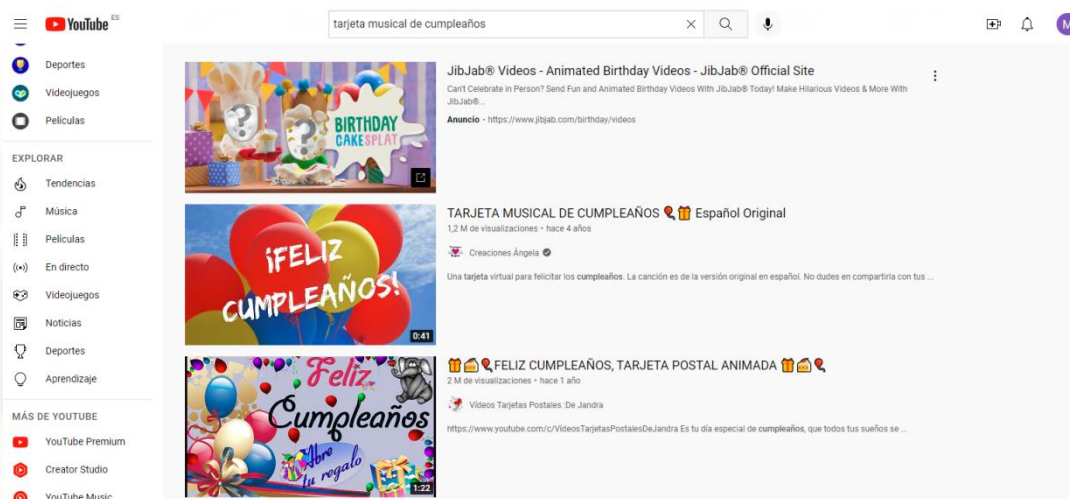 YouTube ES
tarjeta musical de cumpleaños
M
Deportes
Videojuegos
Películas
EXPLORAR
Tendencias
Música
Películas
En directo
Videojuegos
Noticias
Deportes
Aprendizaje
MÁS DE YOUTUBE
YouTube Premium
Creator Studio
YouTube Music
BIRTHDAY
CAKE SPLAT
JibJab® Videos - Animated Birthday Videos - JibJab® Official Site
Can't Celebrate in Person? Send Fun and Animated Birthday Videos With JibJab® Today! Make Hilarious Videos & More With
JibJab®...
Anuncio - https://www.jibjab.com/birthday/videos
¡FELIZ
CUMPLEAÑOS!
0:41
TARJETA MUSICAL DE CUMPLEAÑOS 🎈🎁 Español Original
1,2 M de visualizaciones • hace 4 años
Creaciones Ángela
Una tarjeta virtual para felicitar los cumpleaños. La canción es de la versión original en español. No dudes en compartirla con tus ...
Feliz
Cumpleaños
Abre
tu regalo
1:22
🎁🍰🎈FELIZ CUMPLEAÑOS, TARJETA POSTAL ANIMADA 🎁🍰🎈
2 M de visualizaciones • hace 1 año
Vídeos Tarjetas Postales :De Jandra
https://www.youtube.com/c/VídeosTarjetasPostalesDeJandra Es tu día especial de cumpleaños, que todos tus sueños se ...